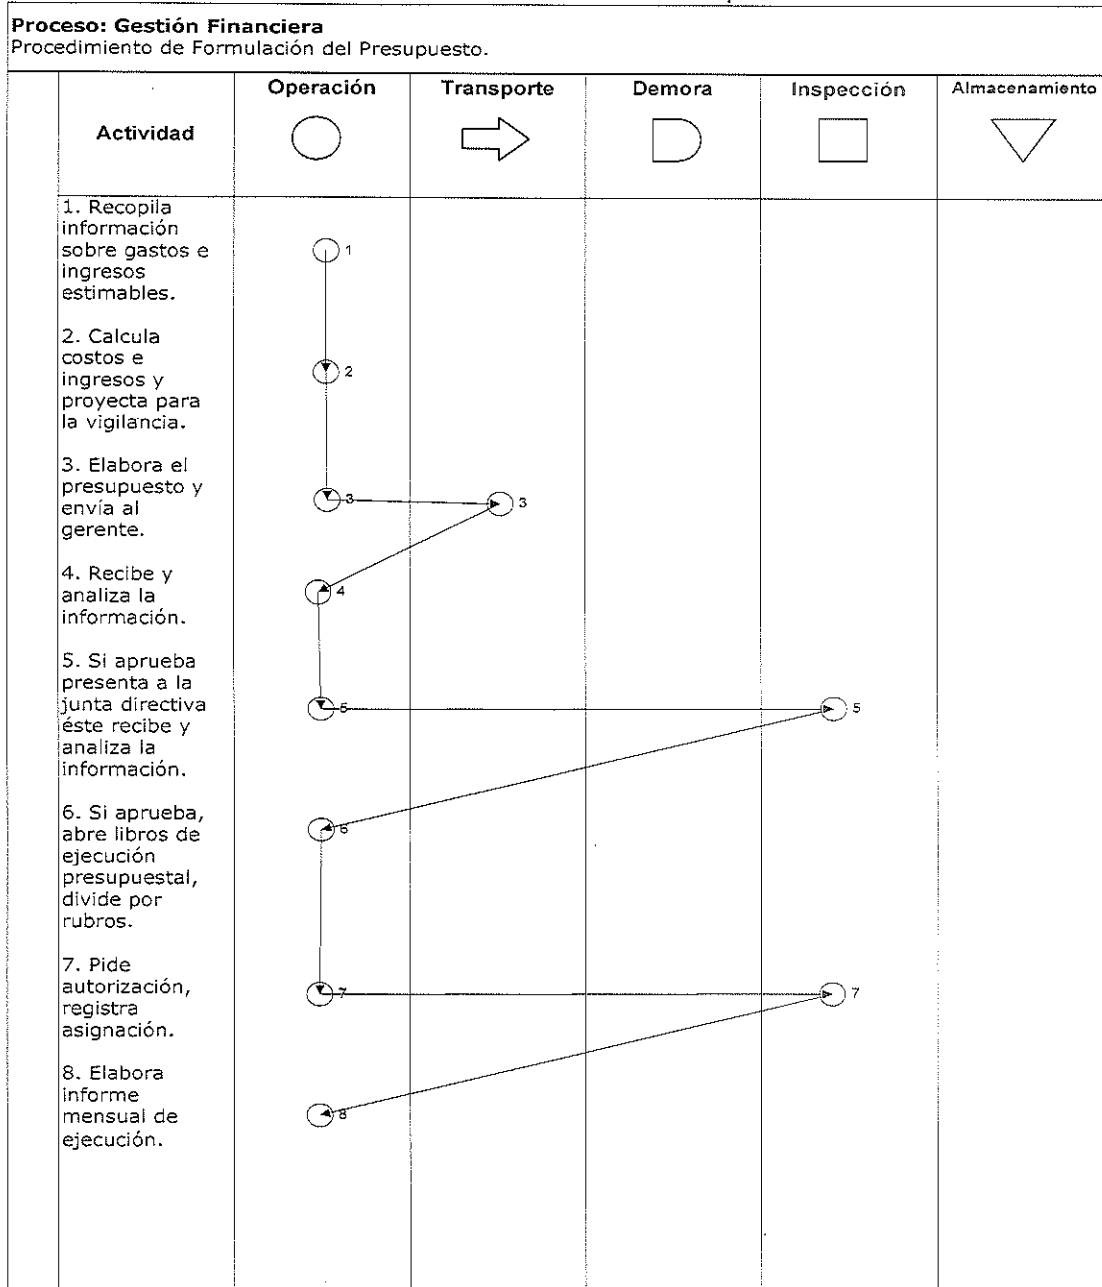 Proceso: Gestión Financiera
Procedimiento de Formulación del Presupuesto.
Actividad
Operación
Transporte
Demora
Inspección
Almacenamiento
1. Recopila
información
sobre gastos e
ingresos
estimables.
1
2. Calcula
costos e
ingresos y
proyecta para
la vigilancia.
2
3. Elabora el
presupuesto y
envía al
gerente.
3
3
4. Recibe y
analiza la
información.
4
5. Si aprueba
presenta a la
junta directiva
éste recibe y
analiza la
información.
5
5
6. Si aprueba,
abre libros de
ejecución
presupuestal,
divide por
rubros.
6
7. Pide
autorización,
registra
asignación.
7
7
8. Elabora
informe
mensual de
ejecución.
8